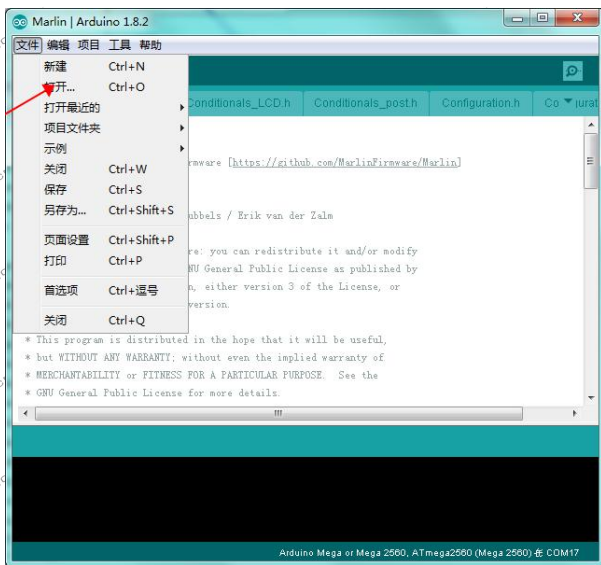 Marlin | Arduino 1.8.2
文件 编辑 项目 工具 帮助
新建 Ctrl+N
打开... Ctrl+O
打开最近的
项目文件夹
示例
关闭 Ctrl+W
保存 Ctrl+S
另存为... Ctrl+Shift+S
页面设置 Ctrl+Shift+P
打印 Ctrl+P
首选项 Ctrl+逗号
关闭 Ctrl+Q
Conditionals_LCD.h Conditionals_post.h Configuration.h Co urat
rmware [https://github.com/MarlinFirmware/Marlin]
ubbels / Erik van der Zalm
re: you can redistribute it and/or modify
NU General Public License as published by
n, either version 3 of the License, or
version.
* This program is distributed in the hope that it will be useful,
* but WITHOUT ANY WARRANTY; without even the implied warranty of
* MERCHANTABILITY or FITNESS FOR A PARTICULAR PURPOSE. See the
* GNU General Public License for more details.
Arduino Mega or Mega 2560, ATmega2560 (Mega 2560) 在 COM17